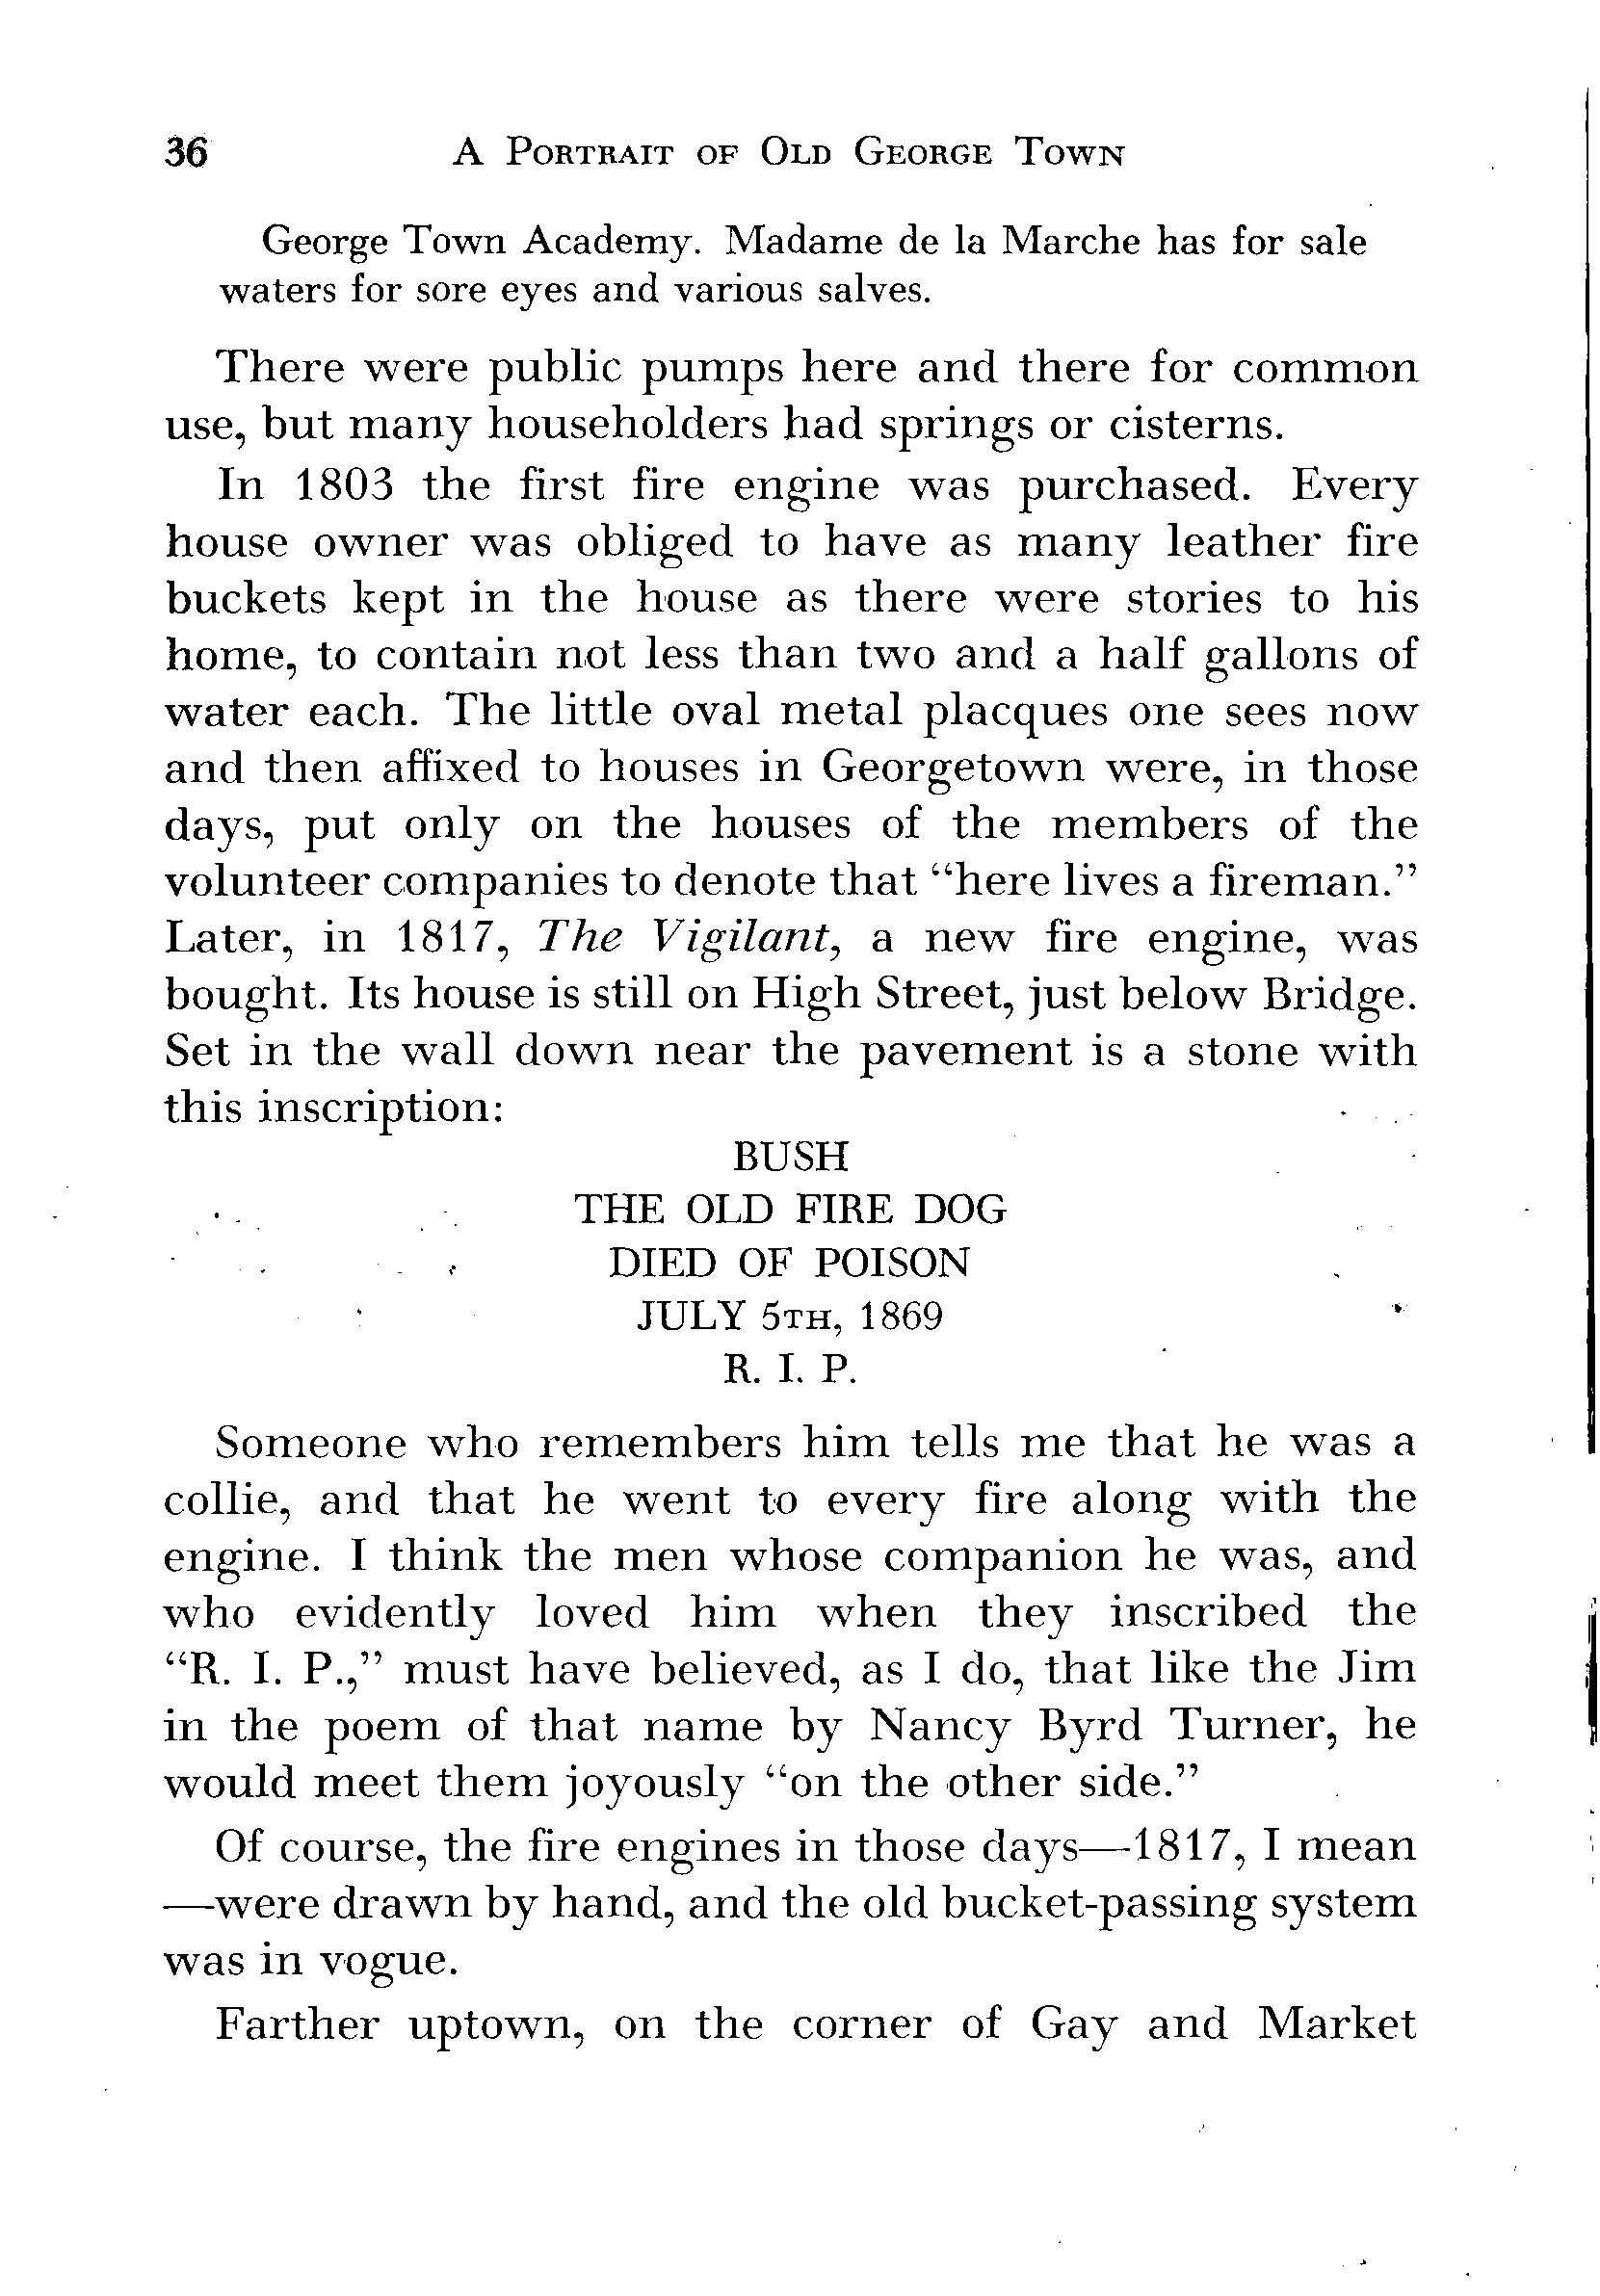 36 A Portrait of Old George Town
George Town Academy. Madame de la Marche has for sale
waters for sore eyes and various salves.
There were public pumps here and there for common
use, but many householders had springs or cisterns.
In 1803 the first fire engine was purchased. Every
house owner was obliged to have as many leather fire
buckets kept in the house as there were stories to his
home, to contain not less than two and a half gallons of
water each. The little oval metal placques one sees now
and then affixed to houses in Georgetown were, in those
days, put only on the houses of the members of the
volunteer companies to denote that “here lives a fireman.”
Later, in 1817, The Vigilant, a new fire engine, was
bought. Its house is still on High Street, just below Bridge.
Set in the wall down near the pavement is a stone with
this inscription:
BUSH
THE OLD FIRE DOG
DIED OF POISON
JULY 5TH, 1869
R. I. P.
Someone who remembers him tells me that he was a
collie, and that he went to every fire along with the
engine. I think the men whose companion he was, and
who evidently loved him when they inscribed the
“R. I. P.,” must have believed, as I do, that like the Jim
in the poem of that name by Nancy Byrd Turner, he
would meet them joyously “on the other side.”
Of course, the fire engines in those days—1817, I mean
—were drawn by hand, and the old bucket-passing system
was in vogue.
Farther uptown, on the corner of Gay and Market